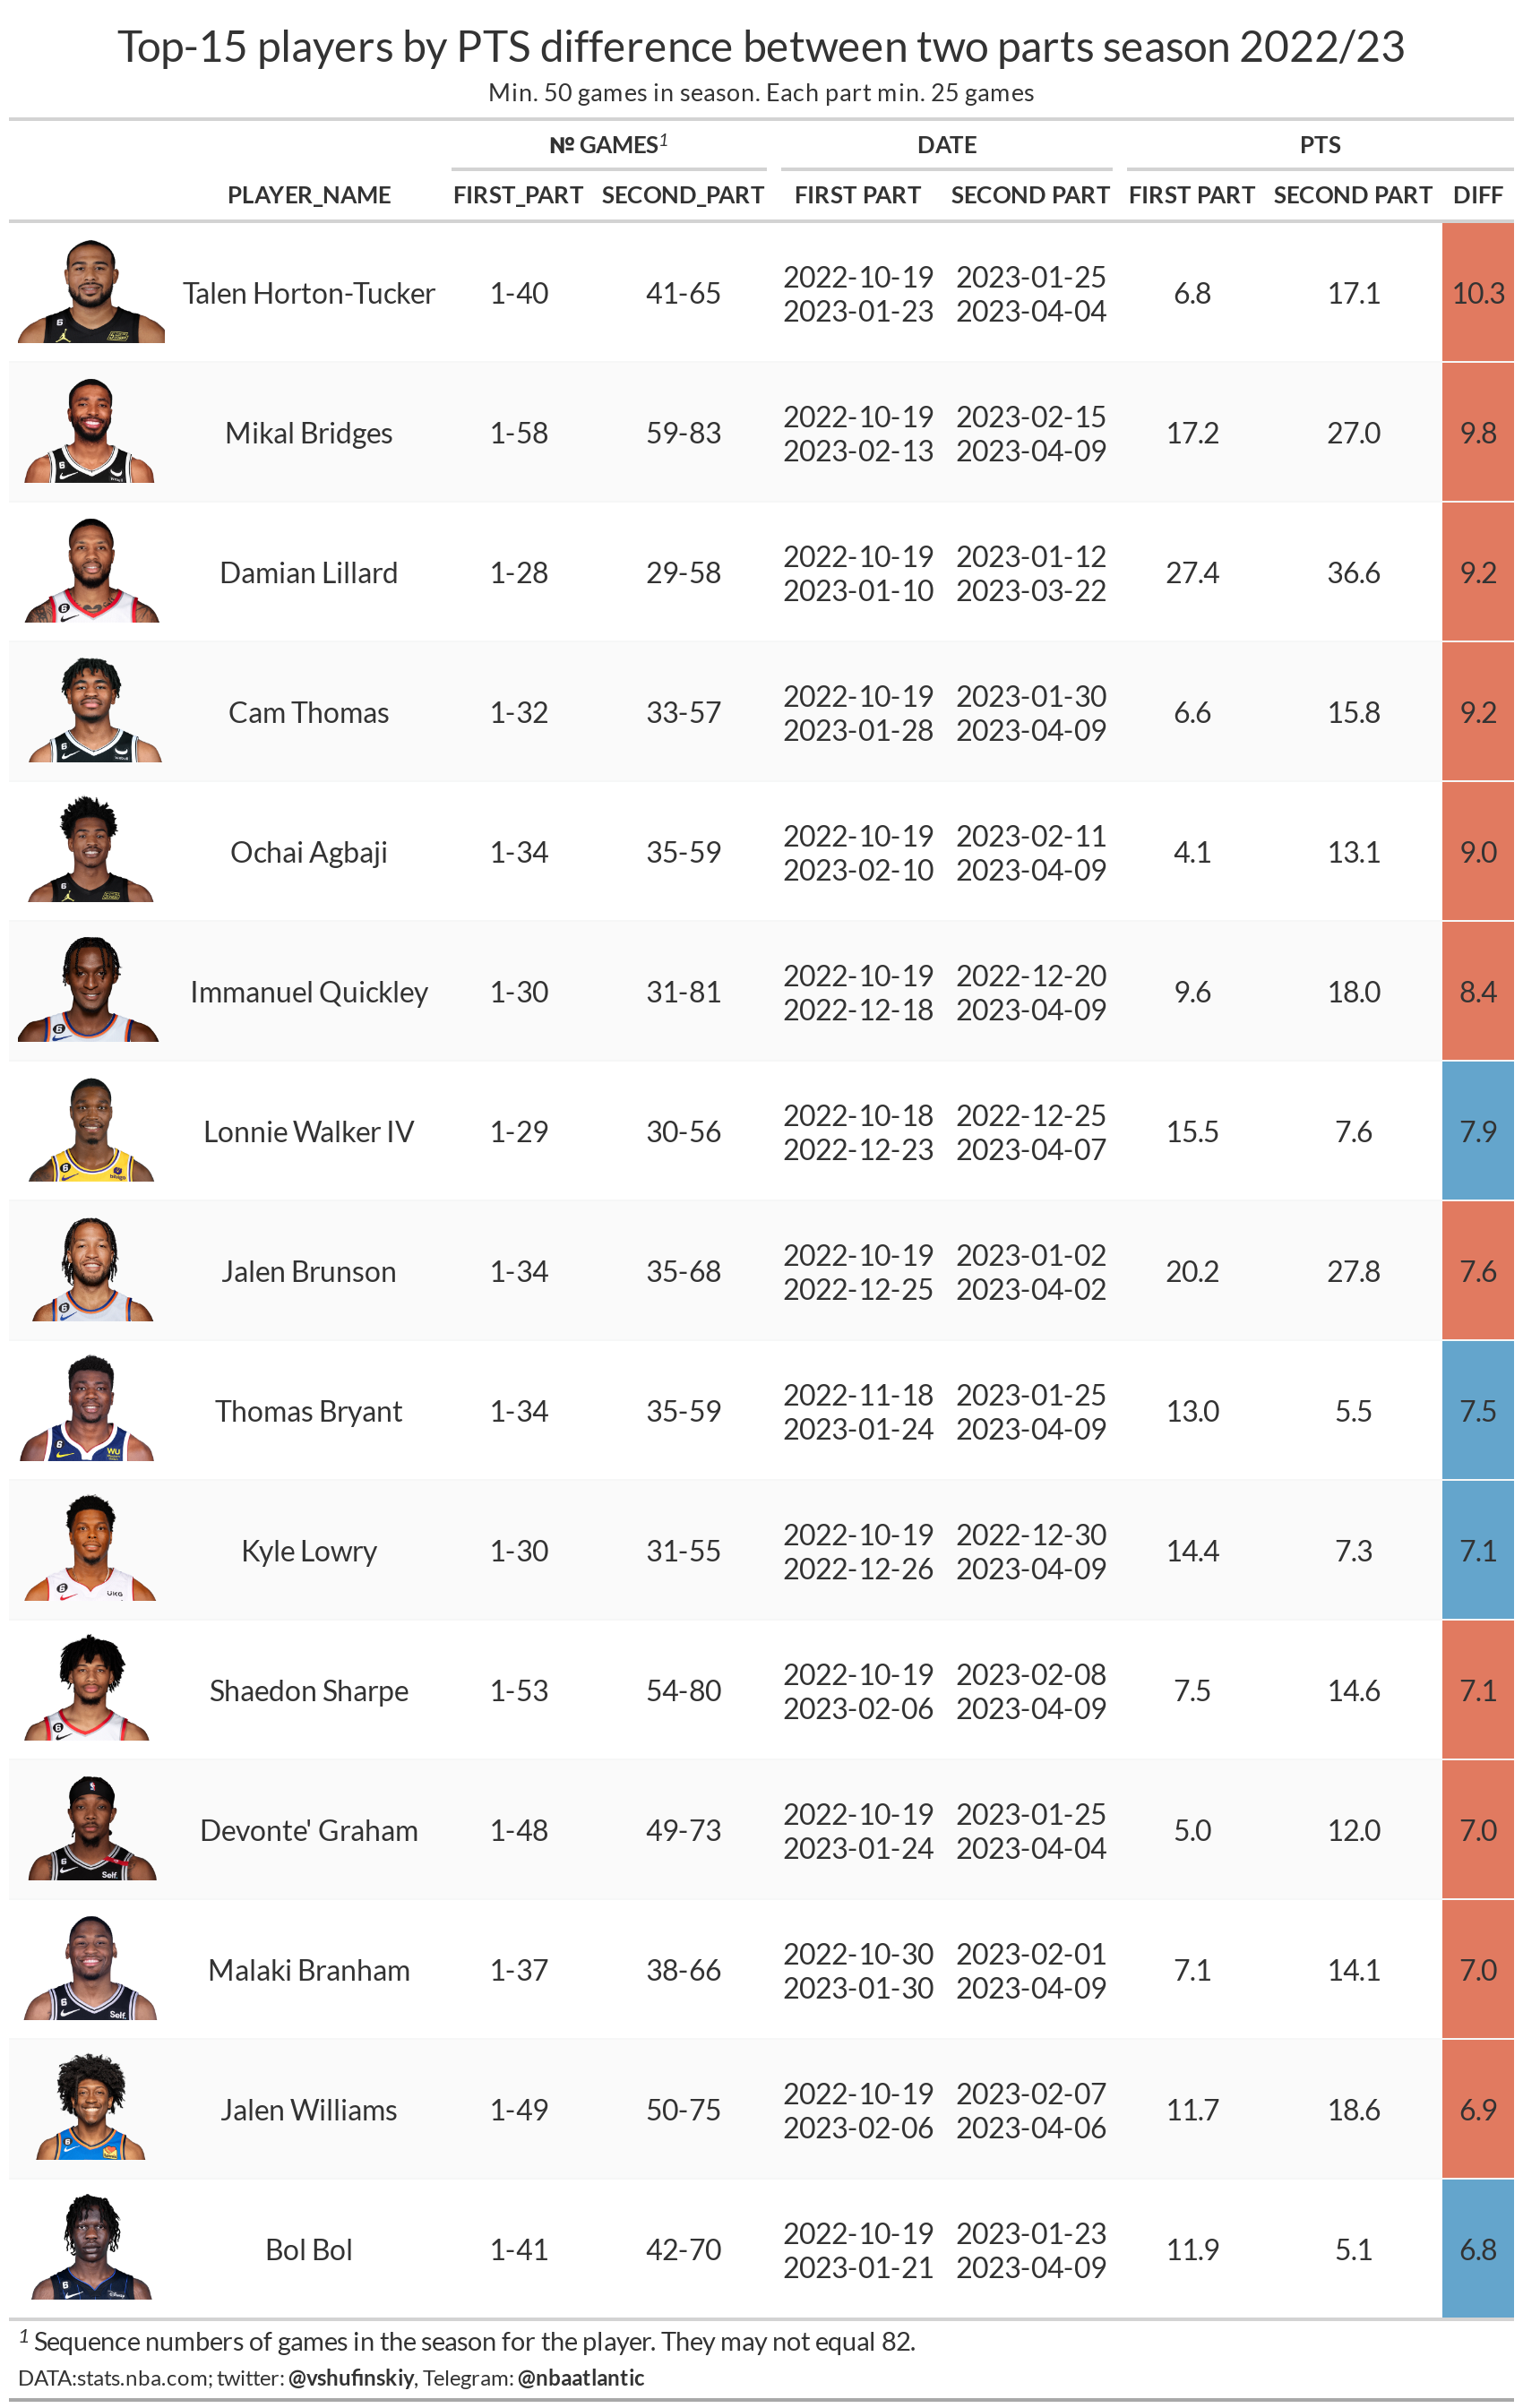 Top-15 players by PTS difference between two parts season 2022/23
Min. 50 games in season. Each part min. 25 games
№ GAMES¹ DATE PTS
PLAYER_NAME FIRST_PART SECOND_PART FIRST PART SECOND PART FIRST PART SECOND PART DIFF
Talen Horton-Tucker 1-40 41-65 2022-10-19 2023-01-25 6.8 17.1 10.3
2023-01-23 2023-04-04
Mikal Bridges 1-58 59-83 2022-10-19 2023-02-15 17.2 27.0 9.8
2023-02-13 2023-04-09
Damian Lillard 1-28 29-58 2022-10-19 2023-01-12 27.4 36.6 9.2
2023-01-10 2023-03-22
Cam Thomas 1-32 33-57 2022-10-19 2023-01-30 6.6 15.8 9.2
2023-01-28 2023-04-09
Ochai Agbaji 1-34 35-59 2022-10-19 2023-02-11 4.1 13.1 9.0
2023-02-10 2023-04-09
Immanuel Quickley 1-30 31-81 2022-10-19 2022-12-20 9.6 18.0 8.4
2022-12-18 2023-04-09
Lonnie Walker IV 1-29 30-56 2022-10-18 2022-12-25 15.5 7.6 7.9
2022-12-23 2023-04-07
Jalen Brunson 1-34 35-68 2022-10-19 2023-01-02 20.2 27.8 7.6
2022-12-25 2023-04-02
Thomas Bryant 1-34 35-59 2022-11-18 2023-01-25 13.0 5.5 7.5
2023-01-24 2023-04-09
Kyle Lowry 1-30 31-55 2022-10-19 2022-12-30 14.4 7.3 7.1
2022-12-26 2023-04-09
Shaedon Sharpe 1-53 54-80 2022-10-19 2023-02-08 7.5 14.6 7.1
2023-02-06 2023-04-09
Devonte' Graham 1-48 49-73 2022-10-19 2023-01-25 5.0 12.0 7.0
2023-01-24 2023-04-04
Malaki Branham 1-37 38-66 2022-10-30 2023-02-01 7.1 14.1 7.0
2023-01-30 2023-04-09
Jalen Williams 1-49 50-75 2022-10-19 2023-02-07 11.7 18.6 6.9
2023-02-06 2023-04-06
Bol Bol 1-41 42-70 2022-10-19 2023-01-23 11.9 5.1 6.8
2023-01-21 2023-04-09
¹ Sequence numbers of games in the season for the player. They may not equal 82.
DATA:stats.nba.com; twitter: @vshufinskiy, Telegram: @nbaatlantic